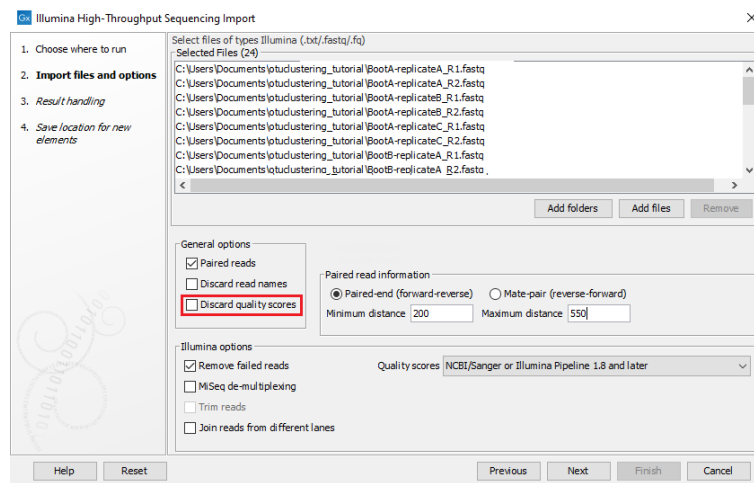 Gx Illumina High-Throughput Sequencing Import
1. Choose where to run
2. Import files and options
3. Result handling
4. Save location for new
elements
Select files of types Illumina (.txt/.fastq/.fq)
Selected Files (24)
C:\Users\Documents\otuclustering_tutorial\BootA-replicateA_R1.fastq
C:\Users\Documents\otuclustering_tutorial\BootA-replicateA_R2.fastq
C:\Users\Documents\otuclustering_tutorial\BootA-replicateB_R1.fastq
C:\Users\Documents\otuclustering_tutorial\BootA-replicateB_R2.fastq
C:\Users\Documents\otuclustering_tutorial\BootA-replicateC_R1.fastq
C:\Users\Documents\otuclustering_tutorial\BootA-replicateC_R2.fastq
C:\Users\Documents\otuclustering_tutorial\BootB-replicateA_R1.fastq
C:\Users\Documents\otuclustering_tutorial\BootB-replicateA_R2.fastq
Add folders Add files Remove
General options
Paired reads
Discard read names
Discard quality scores
Paired read information
Paired-end (forward-reverse) Mate-pair (reverse-forward)
Minimum distance 200 Maximum distance 550
Illumina options
Remove failed reads Quality scores NCBI/Sanger or Illumina Pipeline 1.8 and later
MiSeq de-multiplexing
Trim reads
Join reads from different lanes
Help Reset Previous Next Finish Cancel